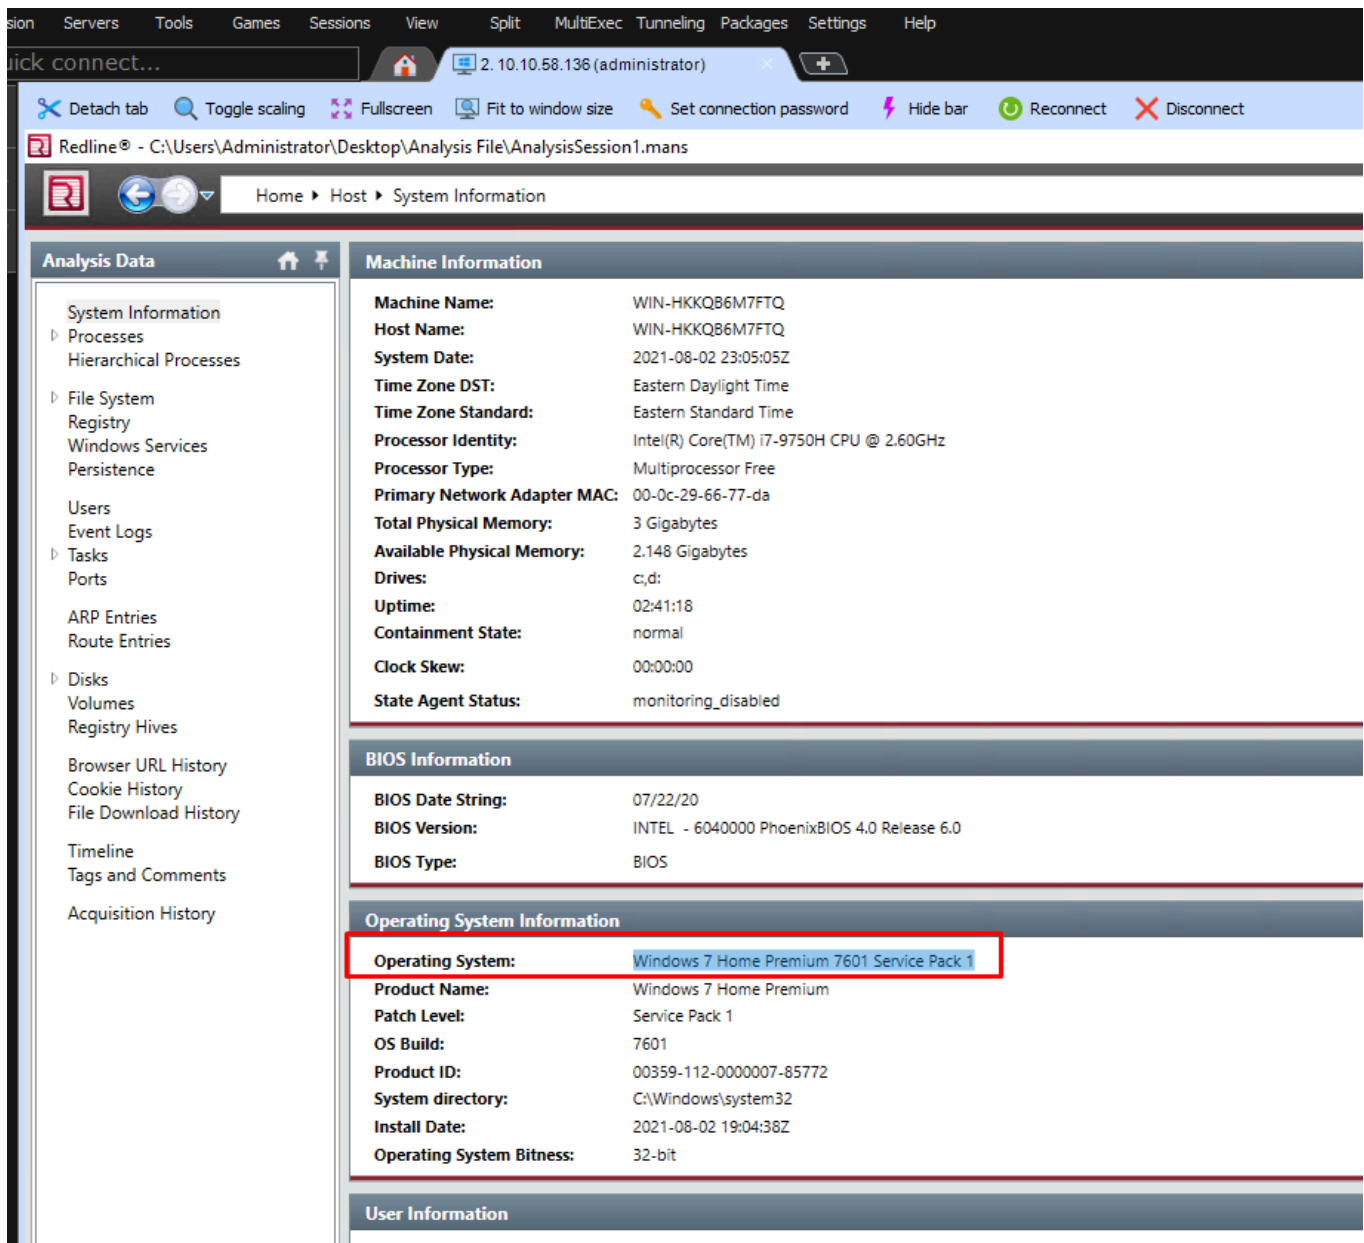 sion Servers Tools Games Sessions View Split MultiExec Tunneling Packages Settings Help
uick connect...
2. 10.10.58.136 (administrator)
Detach tab Toggle scaling Fullscreen Fit to window size Set connection password Hide bar Reconnect Disconnect
Redline® - C:\Users\Administrator\Desktop\Analysis File\AnalysisSession1.mans
Home Host System Information
Analysis Data
System Information
Processes
Hierarchical Processes
File System
Registry
Windows Services
Persistence
Users
Event Logs
Tasks
Ports
ARP Entries
Route Entries
Disks
Volumes
Registry Hives
Browser URL History
Cookie History
File Download History
Timeline
Tags and Comments
Acquisition History
Machine Information
Machine Name: WIN-HKKQB6M7FTQ
Host Name: WIN-HKKQB6M7FTQ
System Date: 2021-08-02 23:05:05Z
Time Zone DST: Eastern Daylight Time
Time Zone Standard: Eastern Standard Time
Processor Identity: Intel(R) Core(TM) i7-9750H CPU @ 2.60GHz
Processor Type: Multiprocessor Free
Primary Network Adapter MAC: 00-0c-29-66-77-da
Total Physical Memory: 3 Gigabytes
Available Physical Memory: 2.148 Gigabytes
Drives: c:,d:
Uptime: 02:41:18
Containment State: normal
Clock Skew: 00:00:00
State Agent Status: monitoring_disabled
BIOS Information
BIOS Date String: 07/22/20
BIOS Version: INTEL - 6040000 PhoenixBIOS 4.0 Release 6.0
BIOS Type: BIOS
Operating System Information
Operating System: Windows 7 Home Premium 7601 Service Pack 1
Product Name: Windows 7 Home Premium
Patch Level: Service Pack 1
OS Build: 7601
Product ID: 00359-112-0000007-85772
System directory: C:\Windows\system32
Install Date: 2021-08-02 19:04:38Z
Operating System Bitness: 32-bit
User Information